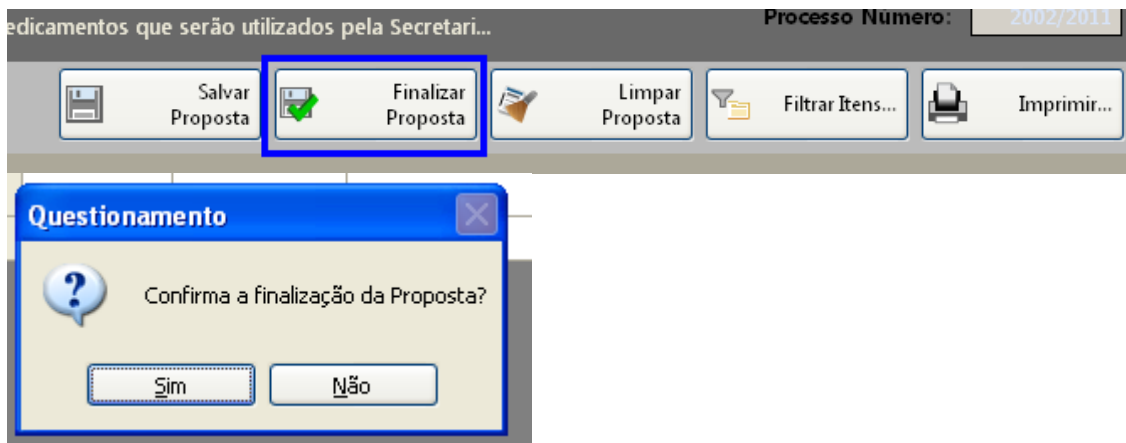 edicamentos que serão utilizados pela Secretari...
Processo Número: 2002/2011
Salvar
Proposta
Finalizar
Proposta
Limpar
Proposta
Filtrar Itens...
Imprimir...
Questionamento
Confirma a finalização da Proposta?
Sim
Não